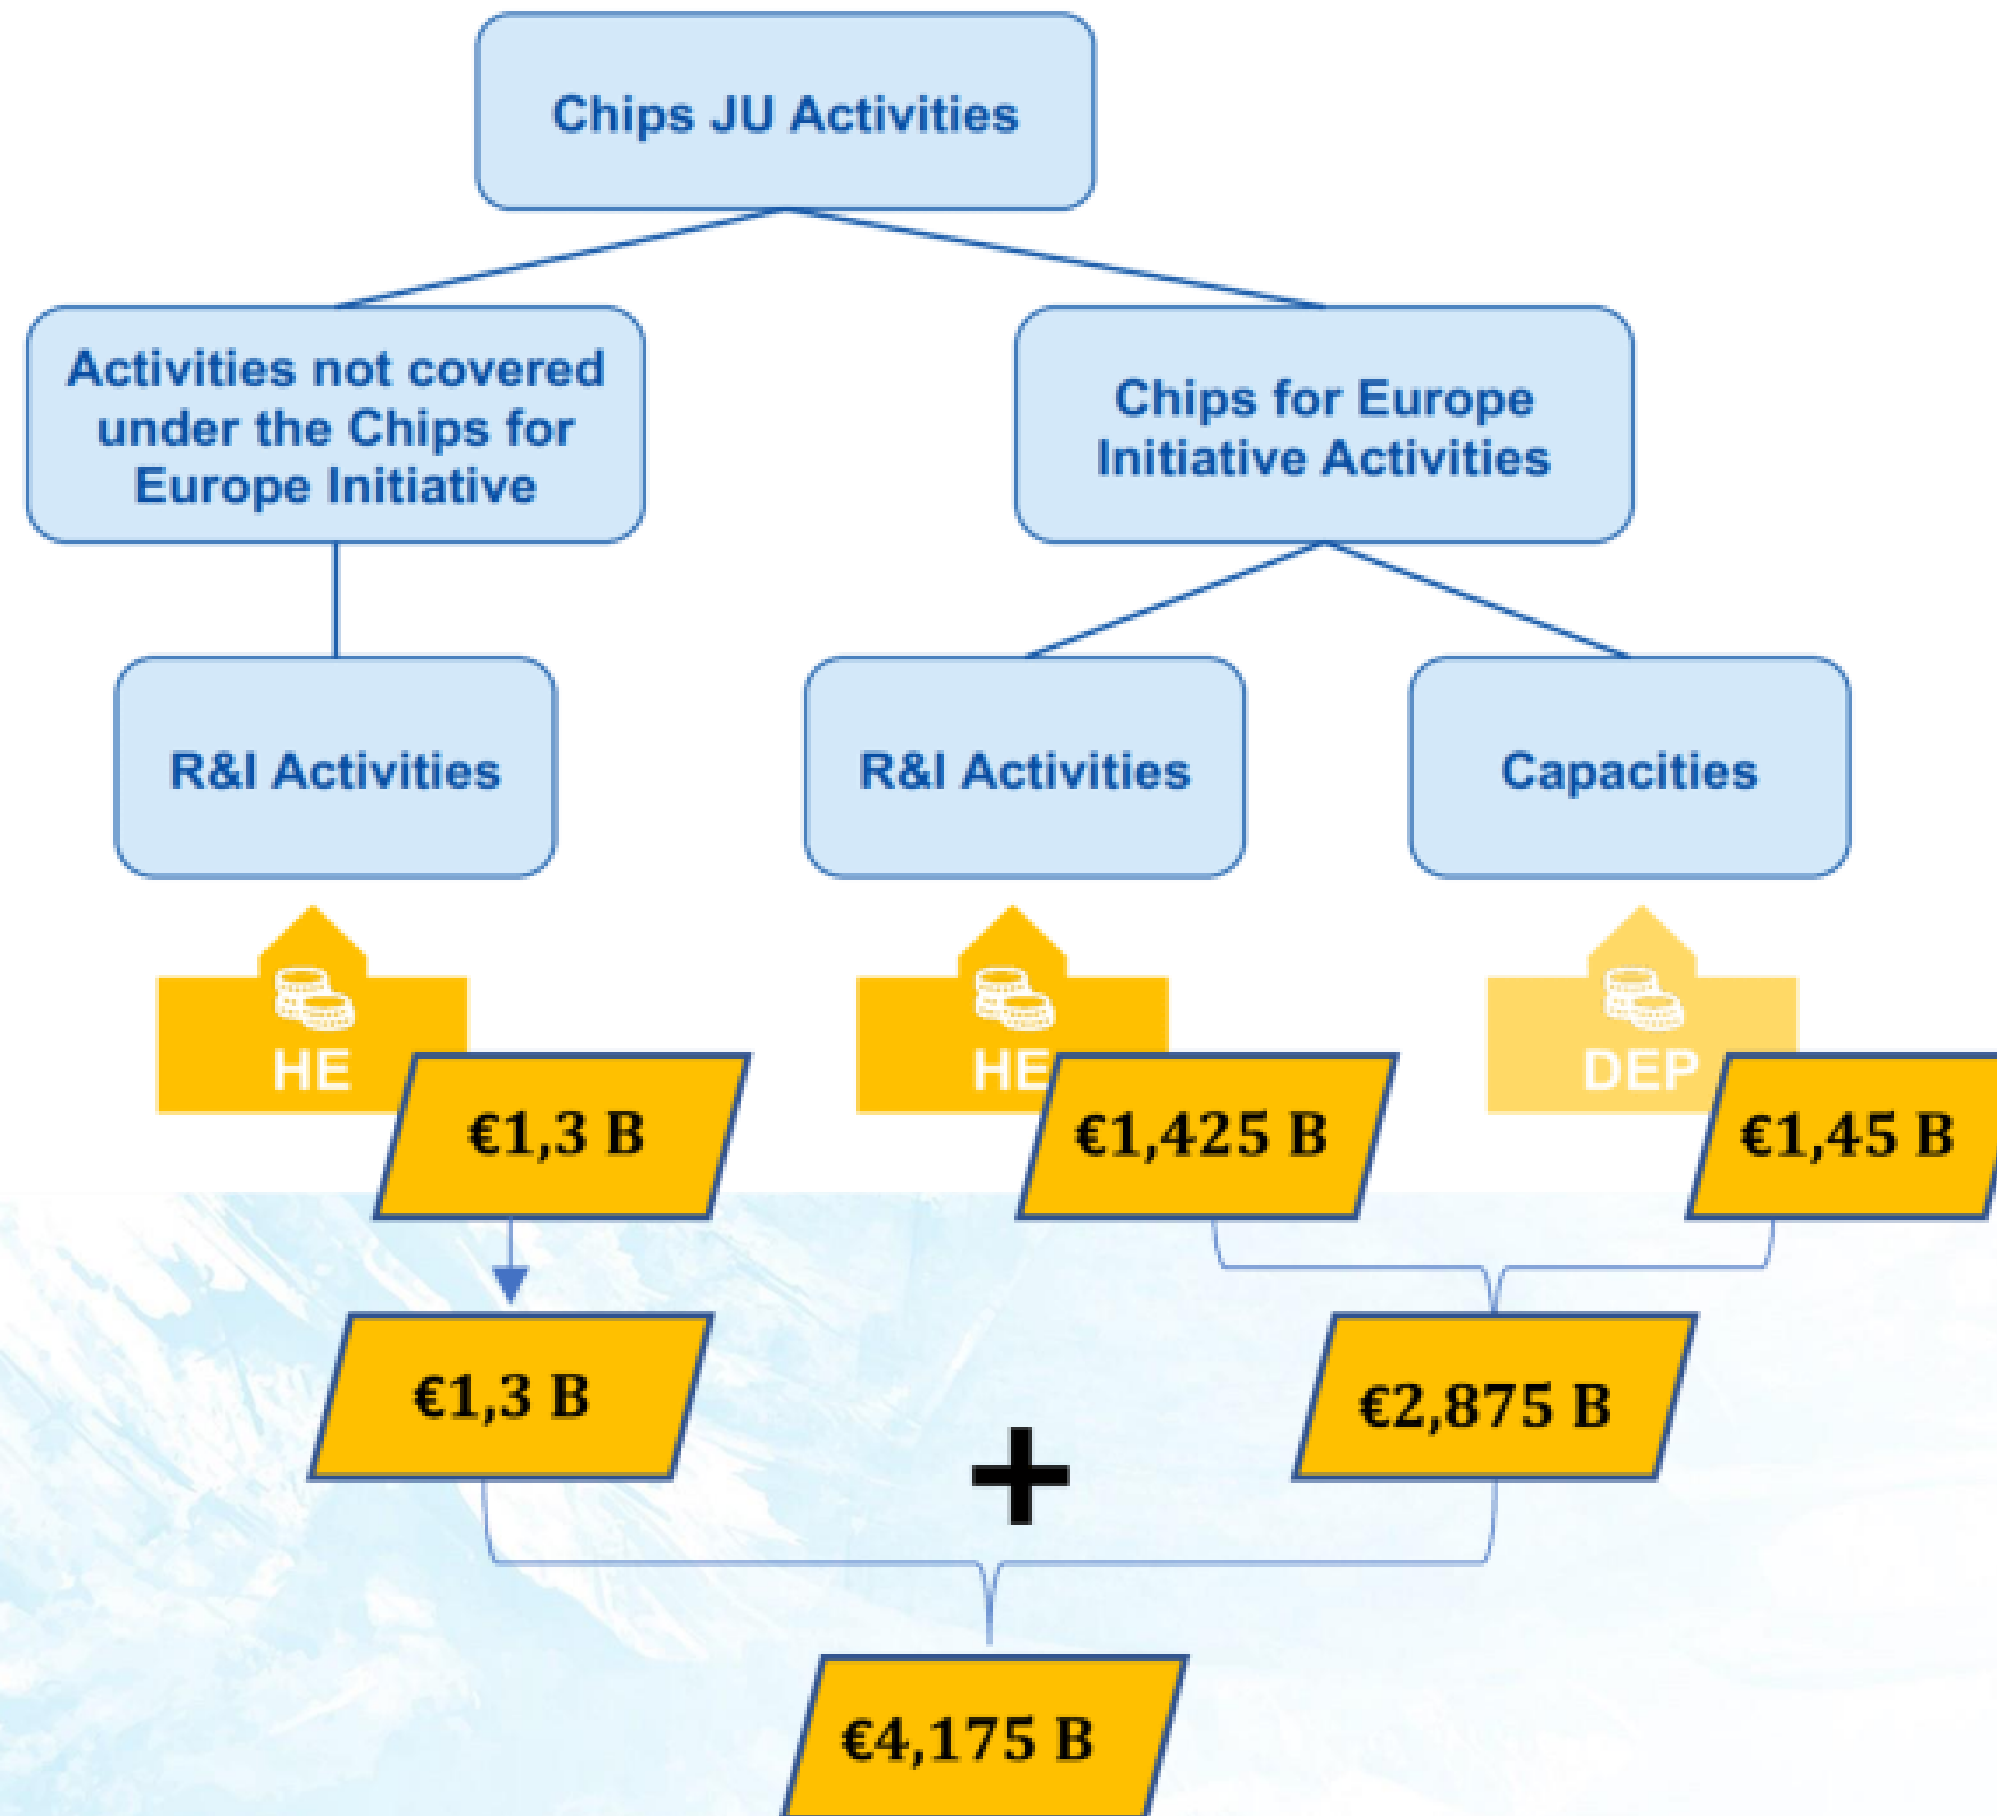 Chips JU Activities
Activities not covered
under the Chips for
Europe Initiative
Chips for Europe
Initiative Activities
R&I Activities
R&I Activities
Capacities
HE
HE
DEP
€1,3 B
€1,425 B
€1,45 B
€1,3 B
€2,875 B
+
€4,175 B